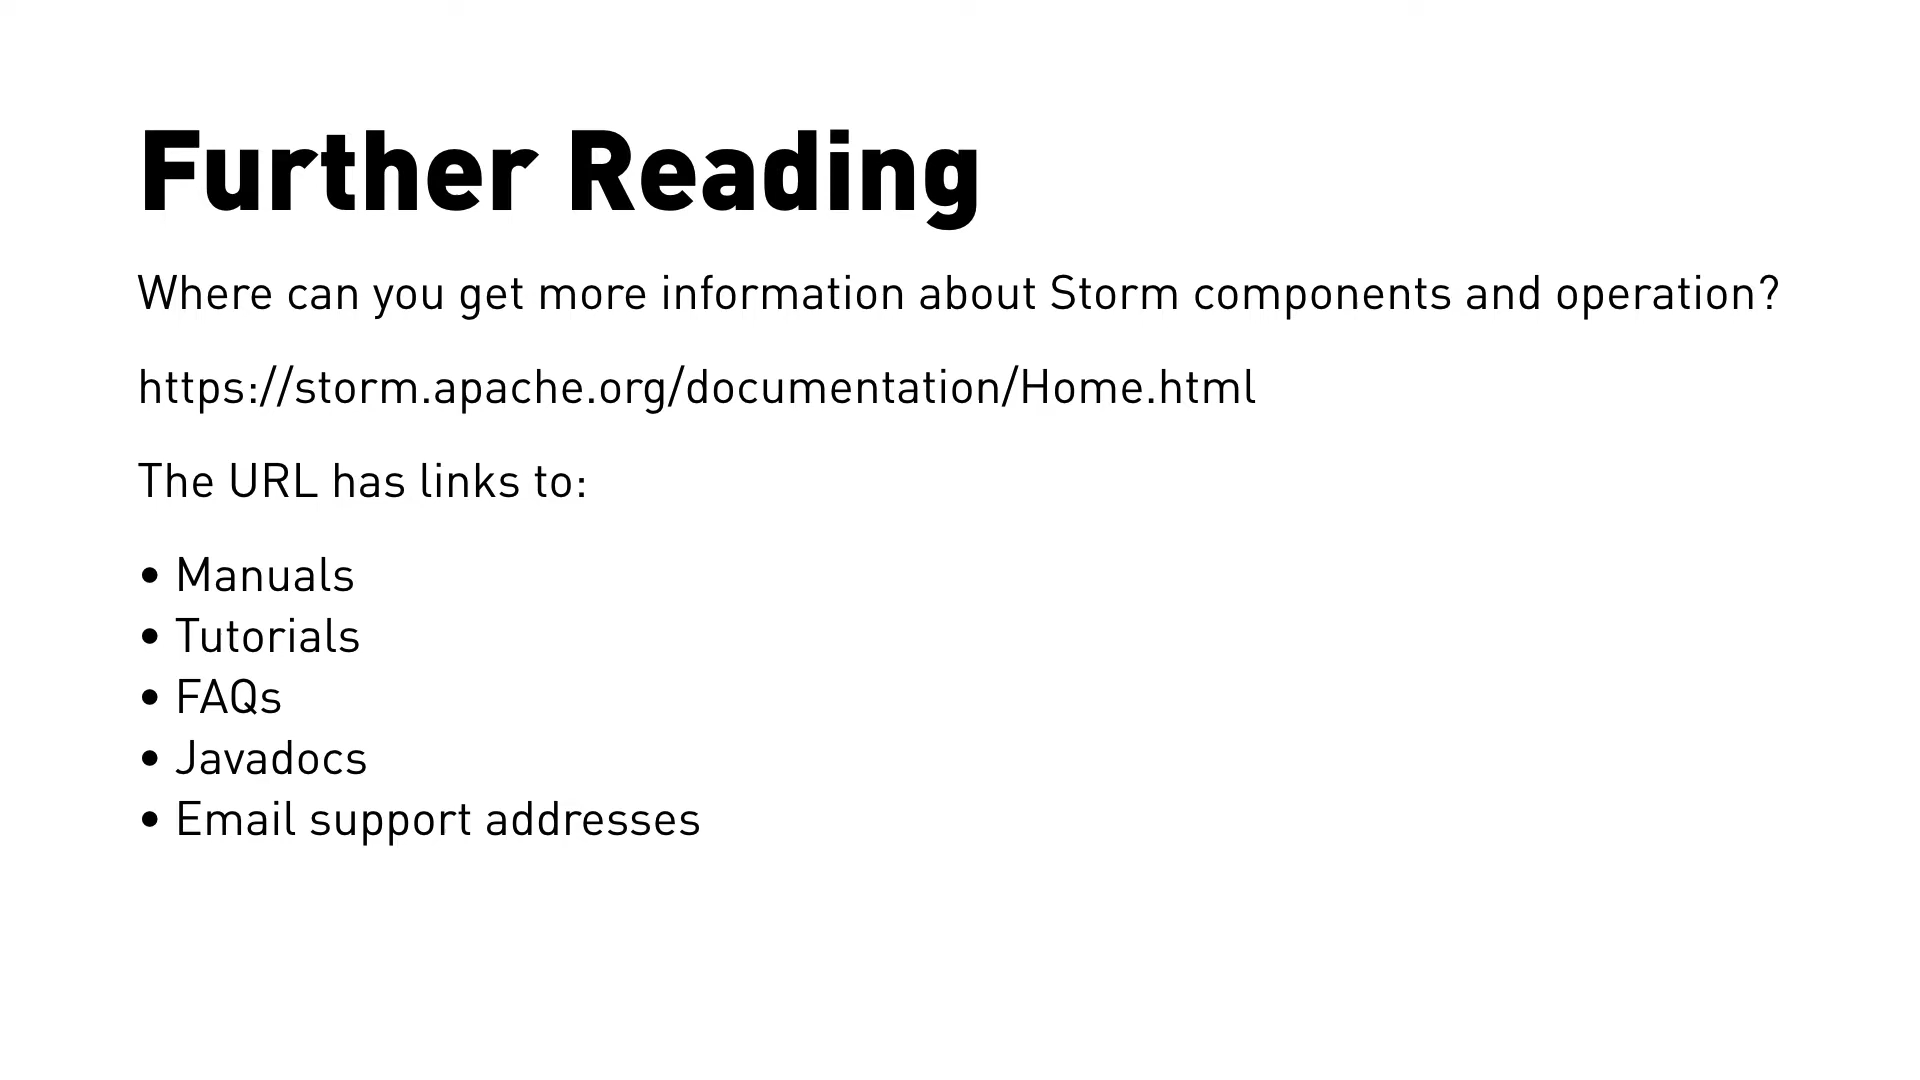 Further Reading
Where can you get more information about Storm components and operation?
https://storm.apache.org/documentation/Home.html
The URL has links to:
• Manuals
• Tutorials
• FAQs
• Javadocs
• Email support addresses